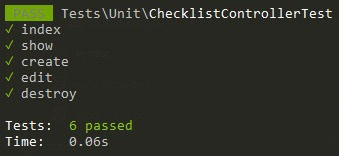 PASS Tests\Unit\ChecklistControllerTest
✓ index
✓ show
✓ create
✓ edit
✓ destroy
Tests: 6 passed
Time: 0.06s